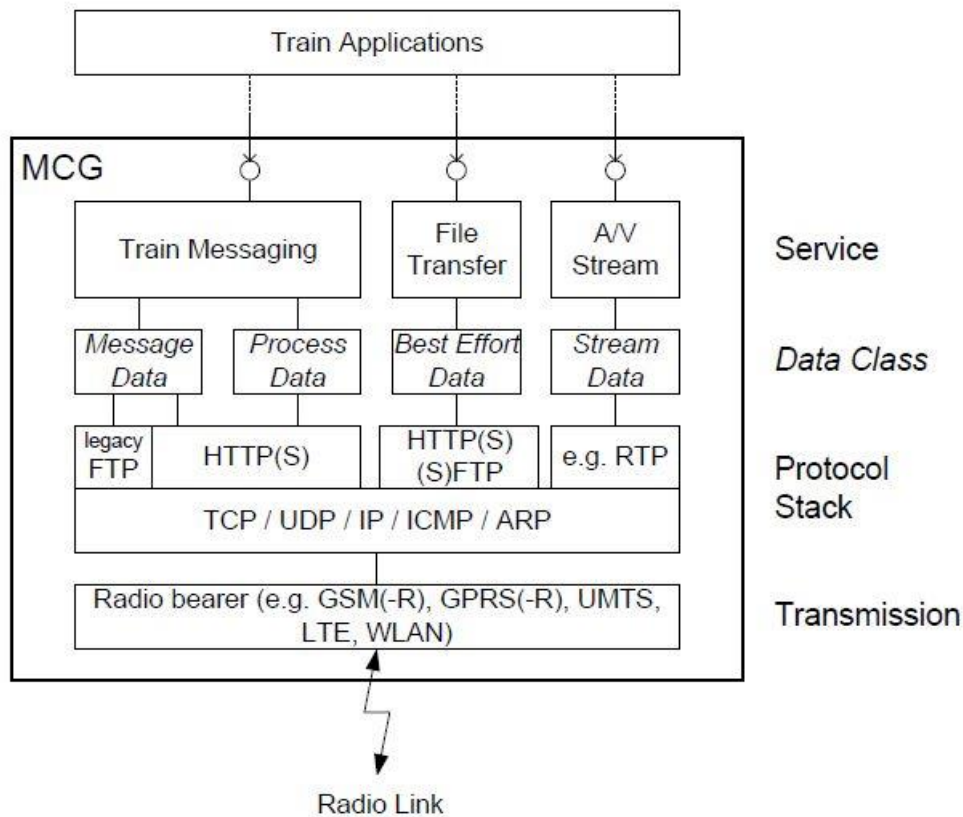 Train Applications
MCG
Train Messaging
File
Transfer
A/V
Stream
Service
Message
Data
Process
Data
Best Effort
Data
Stream
Data
Data Class
legacy
FTP
HTTP(S)
HTTP(S)
(S)FTP
e.g. RTP
Protocol
Stack
TCP / UDP / IP / ICMP / ARP
Radio bearer (e.g. GSM(-R), GPRS(-R), UMTS,
LTE, WLAN)
Transmission
Radio Link